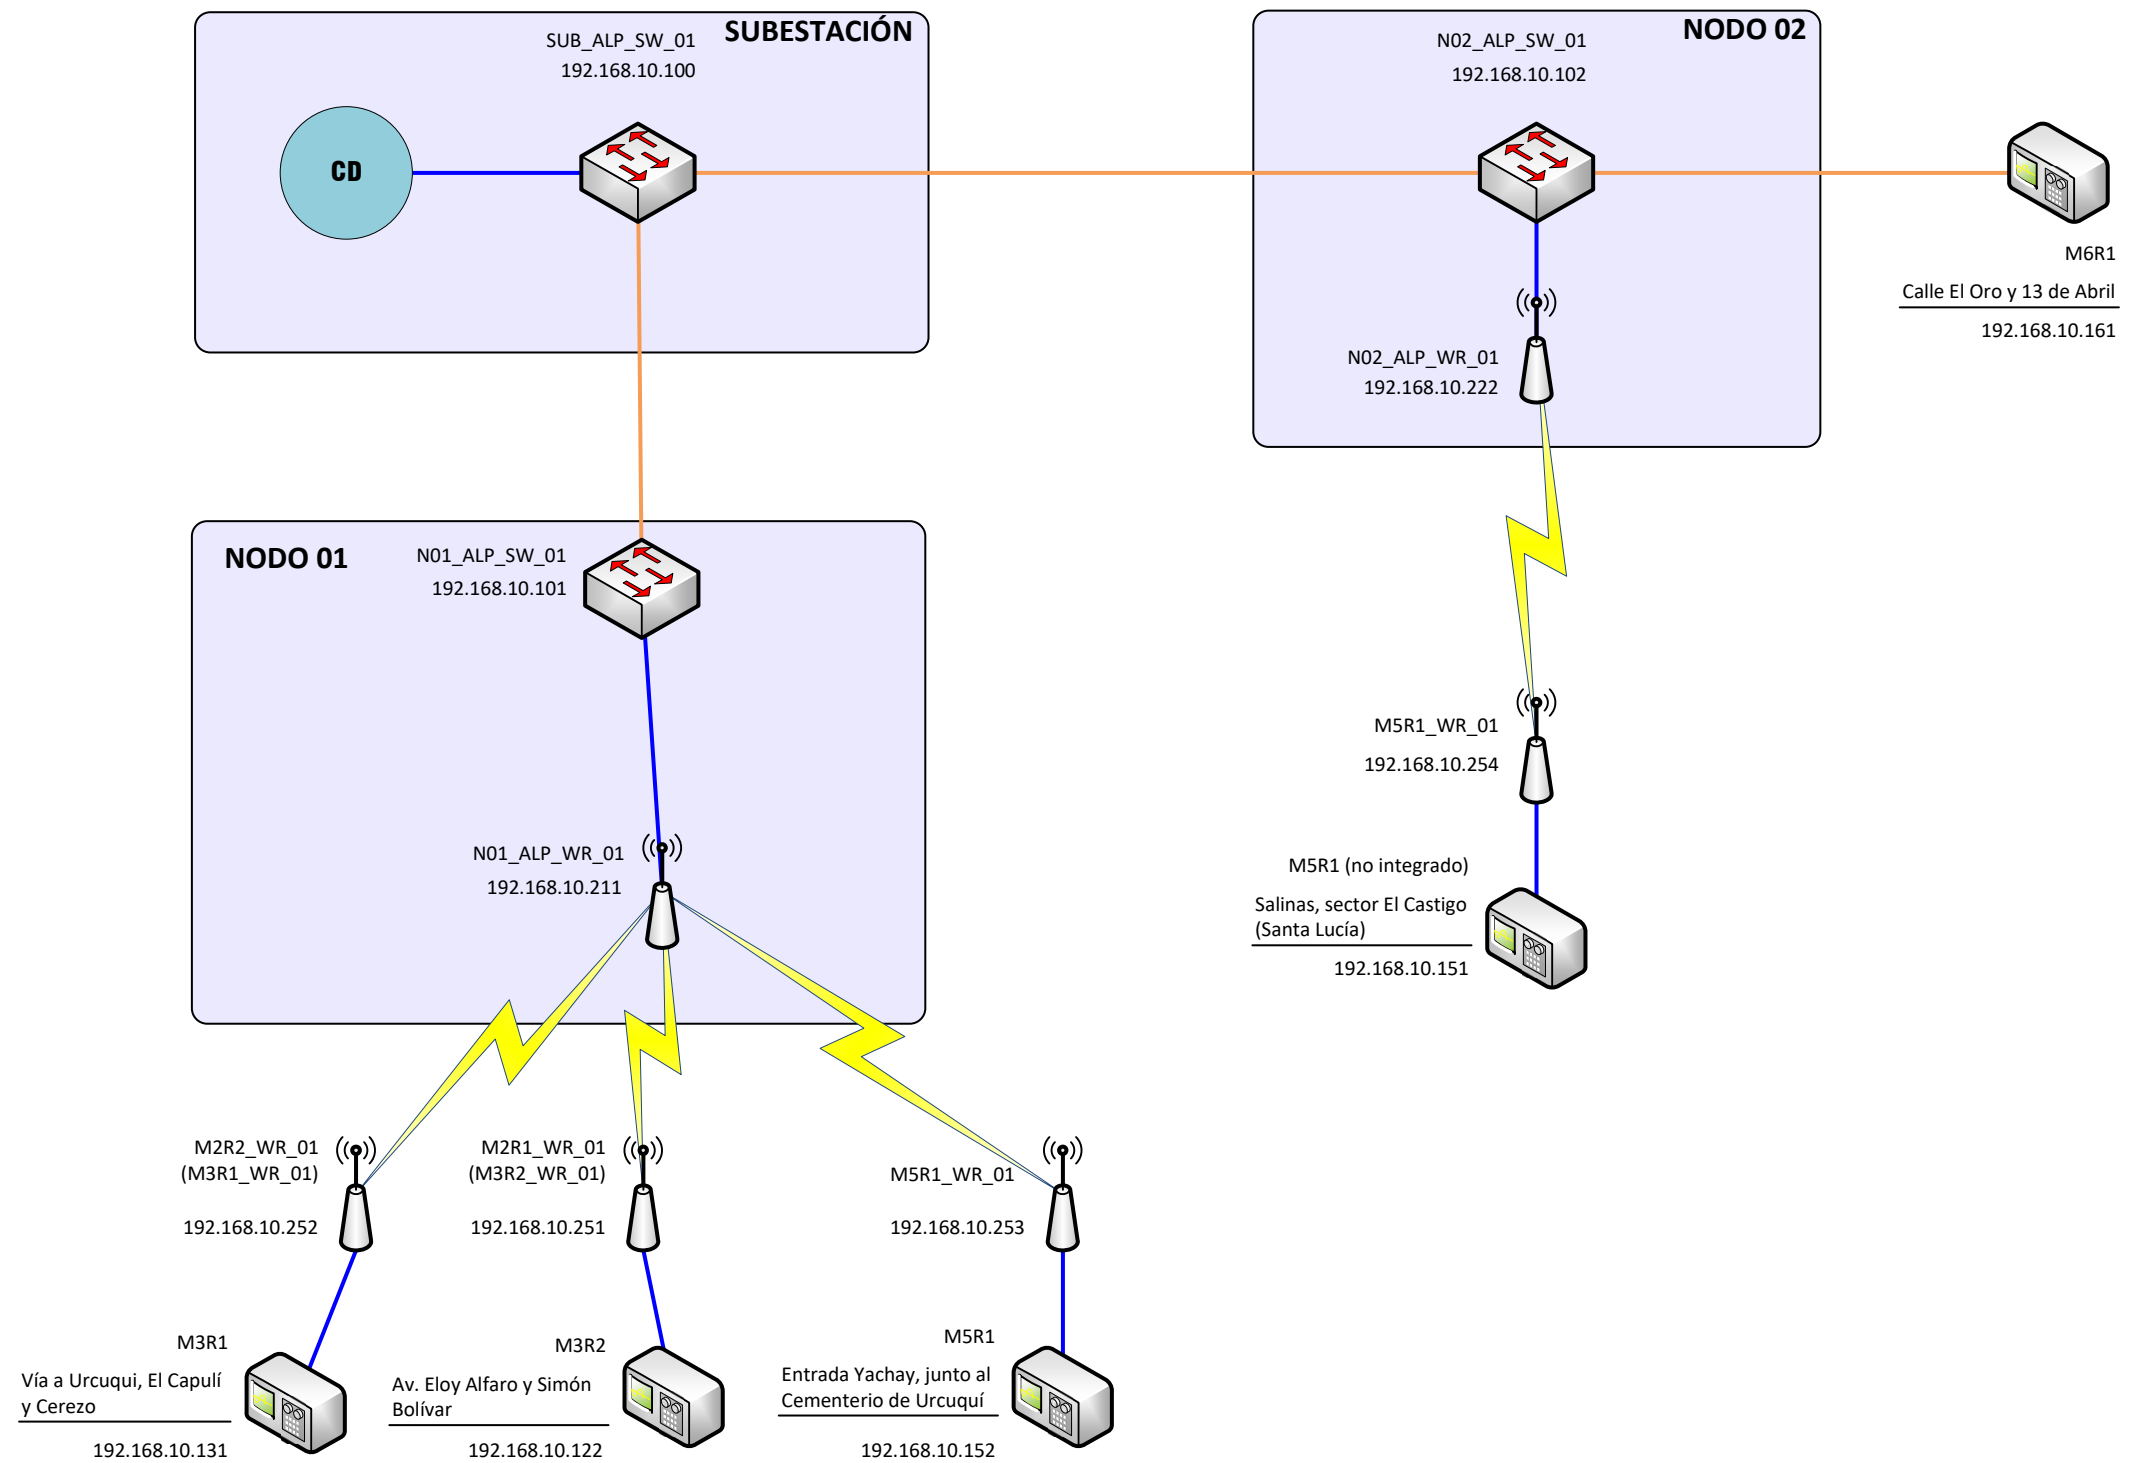 SUBESTACIÓN
SUB_ALP_SW_01
192.168.10.100
CD
NODO 02
N02_ALP_SW_01
192.168.10.102
M6R1
Calle El Oro y 13 de Abril
192.168.10.161
N02_ALP_WR_01
192.168.10.222
NODO 01
N01_ALP_SW_01
192.168.10.101
N01_ALP_WR_01
192.168.10.211
M5R1_WR_01
192.168.10.254
M5R1 (no integrado)
Salinas, sector El Castigo
(Santa Lucía)
192.168.10.151
M2R2_WR_01
(M3R1_WR_01)
192.168.10.252
M2R1_WR_01
(M3R2_WR_01)
192.168.10.251
M5R1_WR_01
192.168.10.253
M3R1
Vía a Urcuqui, El Capulí
y Cerezo
192.168.10.131
M3R2
Av. Eloy Alfaro y Simón
Bolívar
192.168.10.122
M5R1
Entrada Yachay, junto al
Cementerio de Urcuquí
192.168.10.152